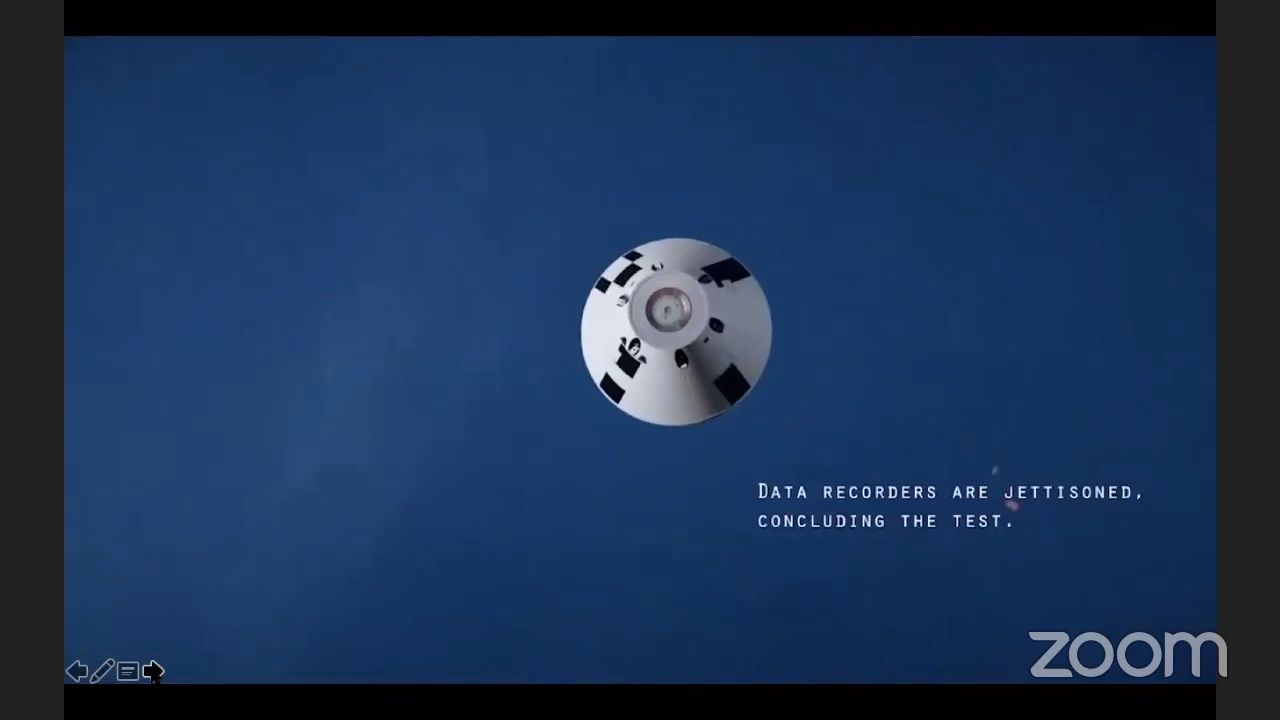 Data recorders are jettisoned,
concluding the test.
zoom